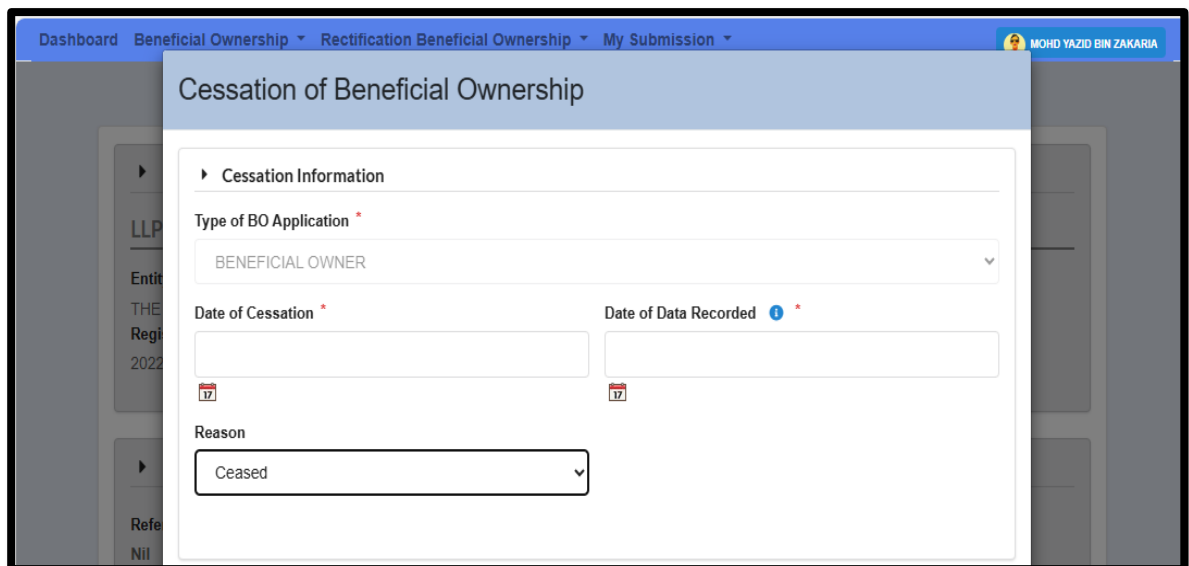 Dashboard Beneficial Ownership Rectification Beneficial Ownership My Submission MOHD YAZID BIN ZAKARIA
Cessation of Beneficial Ownership
Cessation Information
LLP
Type of BO Application *
BENEFICIAL OWNER
Entit
THE
Date of Cessation * Date of Data Recorded *
Regi
2022
17 17
Reason
Ceased
Refe
Nil